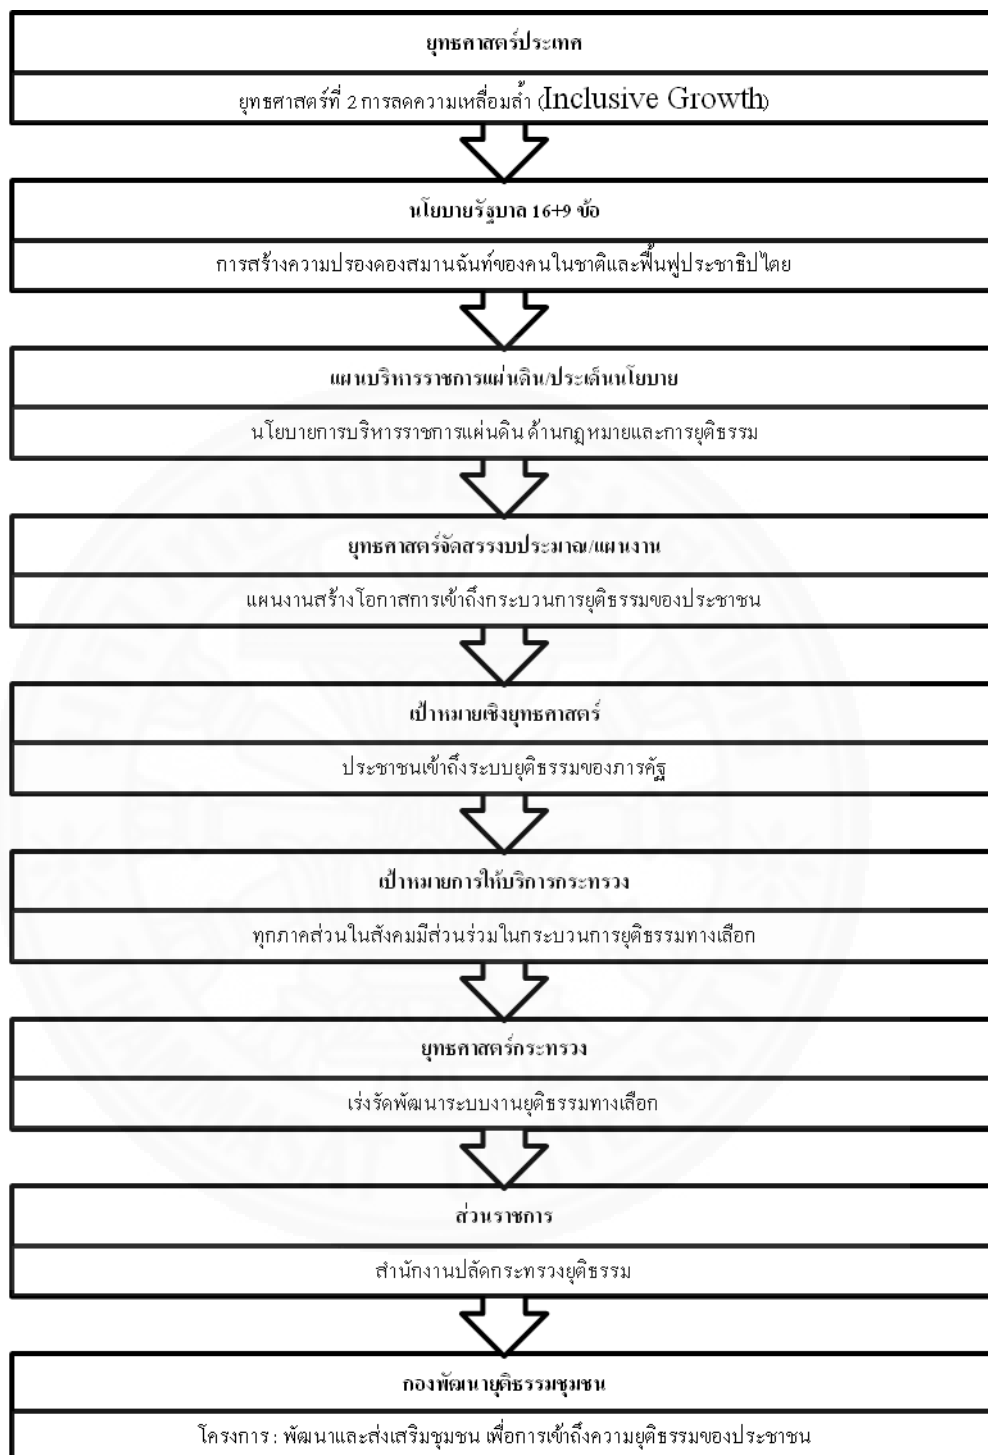 ยุทธศาสตร์ประเทศ
ยุทธศาสตร์ที่ 2 การลดความเหลื่อมล้ำ (Inclusive Growth)
นโยบายรัฐบาล 16+9 ข้อ
การสร้างความปรองดองสมานฉันท์ของคนในชาติและฟื้นฟูประชาธิปไตย
แผนบริหารราชการแผ่นดิน/ประเด็นนโยบาย
นโยบายการบริหารราชการแผ่นดิน ด้านกฎหมายและการยุติธรรม
ยุทธศาสตร์จัดสรรงบประมาณ/แผนงาน
แผนงานสร้างโอกาสการเข้าถึงกระบวนการยุติธรรมของประชาชน
เป้าหมายเชิงยุทธศาสตร์
ประชาชนเข้าถึงระบบยุติธรรมของภารคัฐ
เป้าหมายการให้บริการกระทรวง
ทุกภาคส่วนในสังคมมีส่วนร่วมในกระบวนการยุติธรรมทางเลือก
ยุทธศาสตร์กระทรวง
เร่งรัดพัฒนาระบบงานยุติธรรมทางเลือก
ส่วนราชการ
สำนักงานปลัดกระทรวงยุติธรรม
กองพัฒนายุติธรรมชุมชน
โครงการ : พัฒนาและส่งเสริมชุมชน เพื่อการเข้าถึงความยุติธรรมของประชาชน